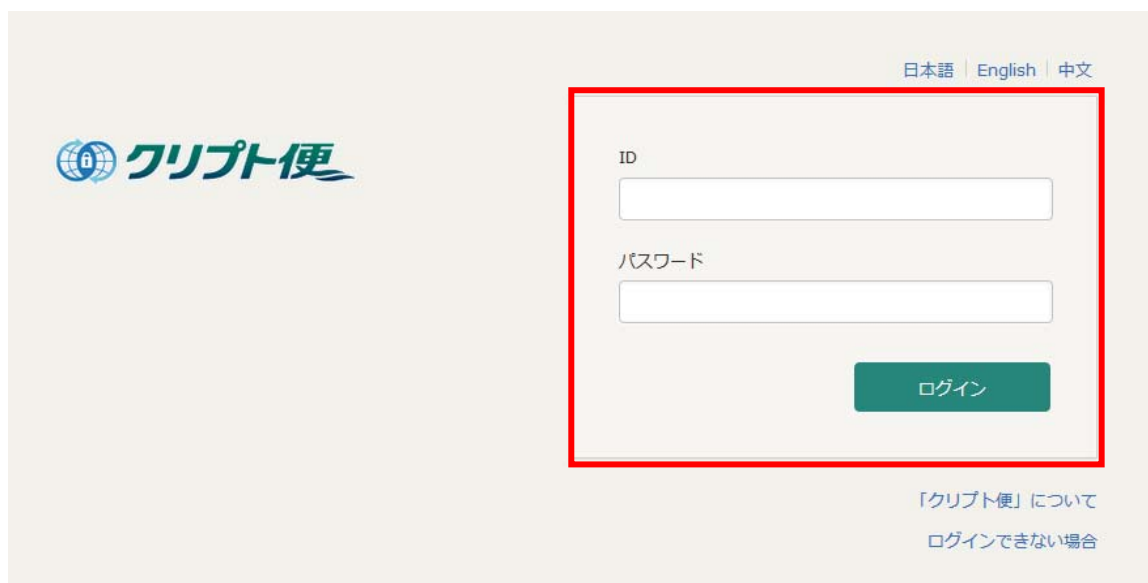 日本語 English 中文
クリプト便
ID
パスワード
ログイン
「クリプト便」について
ログインできない場合